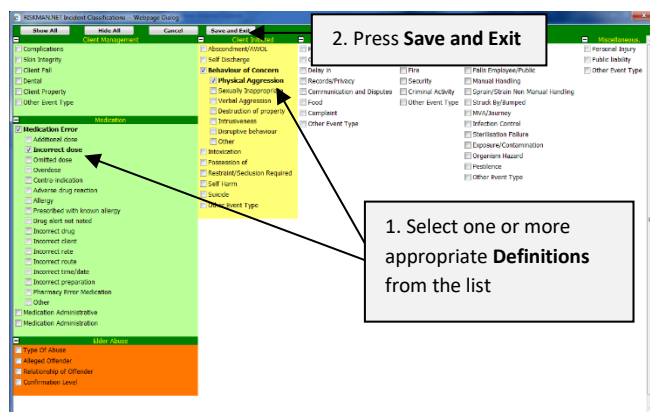 RISKMAN.NET Incident Classifications -- Webpage Dialog
Show All
Hide All
Cancel
Save and Exit
Client Management
Complications
Skin Integrity
Client Fall
Dental
Client Property
Other Event Type
Medication
Medication Error
Additional dose
Incorrect dose
Omitted dose
Overdose
Contra-indication
Adverse drug reaction
Allergy
Prescribed with known allergy
Drug alert not noted
Incorrect drug
Incorrect client
Incorrect rate
Incorrect route
Incorrect time/date
Incorrect preparation
Pharmacy Error Medication
Other
Medication Administrative
Medication Administration
Elder Abuse
Type Of Abuse
Alleged Offender
Relationship of Offender
Confirmation Level
Client Initiated
Abscondment/AWOL
Self Discharge
Behaviour of Concern
Physical Aggression
Sexually Inappropriate
Verbal Aggression
Destruction of property
Intrusiveness
Disruptive behaviour
Other
Intoxication
Possession of
Restraint/Seclusion Required
Self Harm
Suicide
Other Event Type
Delay in
Records/Privacy
Communication and Disputes
Food
Complaint
Other Event Type
Fire
Security
Criminal Activity
Other Event Type
Falls Employee/Public
Manual Handling
Sprain/Strain Non Manual Handling
Struck By/Bumped
MVA/Journey
Infection Control
Sterilisation Failure
Exposure/Contamination
Organism Hazard
Pestilence
Other Event Type
Miscellaneous.
Personal Injury
Public liability
Other Event Type
2. Press Save and Exit
1. Select one or more
appropriate Definitions
from the list